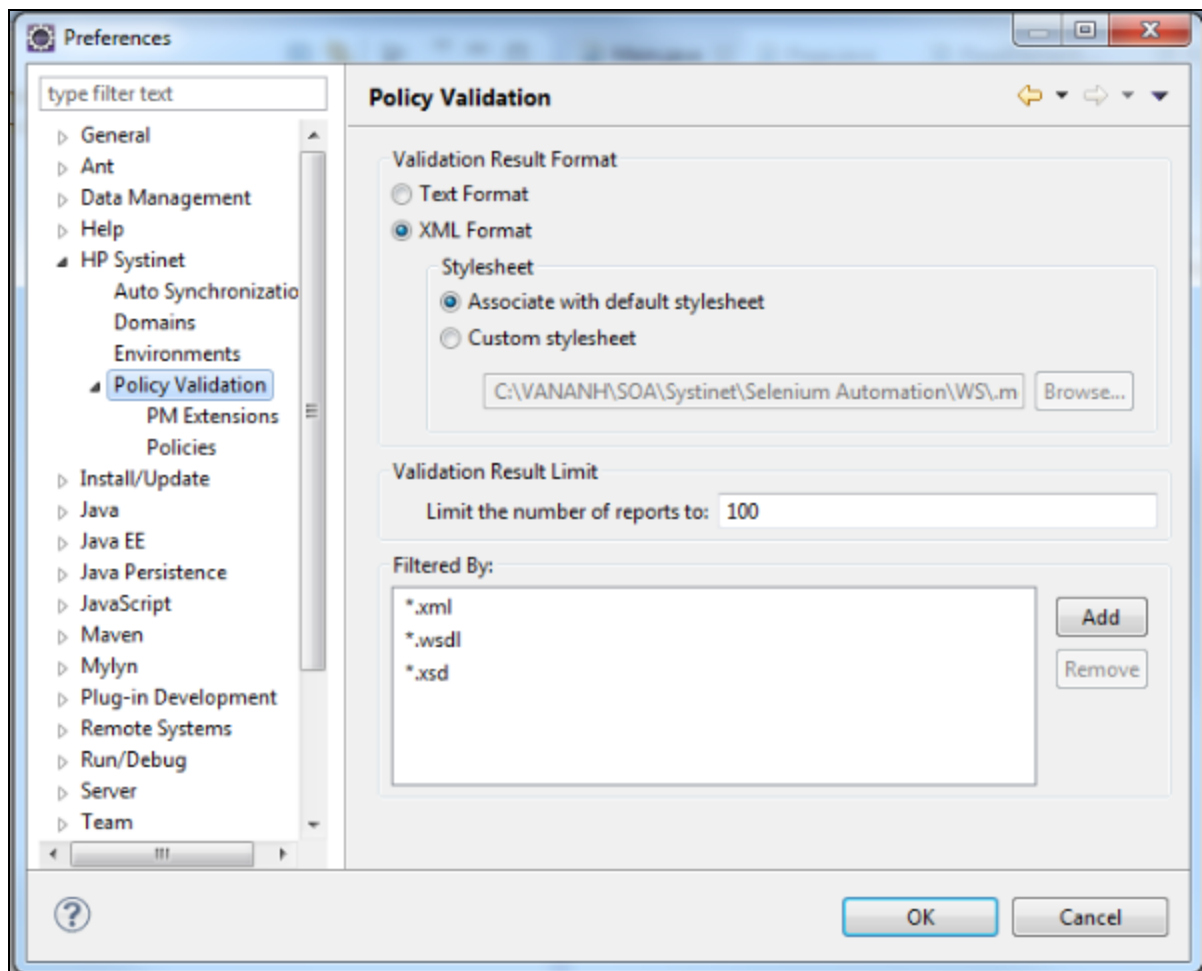 Preferences
type filter text
General
Ant
Data Management
Help
HP Systinet
Auto Synchronizatio
Domains
Environments
Policy Validation
PM Extensions
Policies
Install/Update
Java
Java EE
Java Persistence
JavaScript
Maven
Mylyn
Plug-in Development
Remote Systems
Run/Debug
Server
Team
Policy Validation
Validation Result Format
Text Format
XML Format
Stylesheet
Associate with default stylesheet
Custom stylesheet
C:\VANANH\SOA\Systinet\Selenium Automation\WS\.m
Browse...
Validation Result Limit
Limit the number of reports to: 100
Filtered By:
*.xml
*.wsdl
*.xsd
Add
Remove
?
OK
Cancel